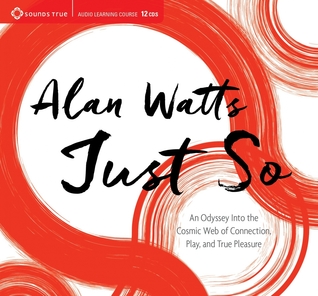 sounds true | AUDIO LEARNING COURSE 12 CDS
Alan Watts
Just So
An Odyssey Into the
Cosmic Web of Connection,
Play, and True Pleasure